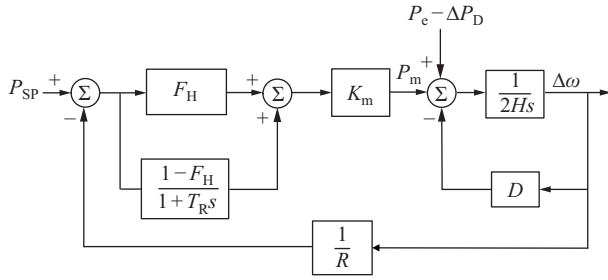 P_e − ΔP_D
P_SP + Σ −
F_H
+ Σ +
K_m
P_m + Σ −
1/2Hs
Δω
(1 − F_H)/(1 + T_R s)
D
1/R